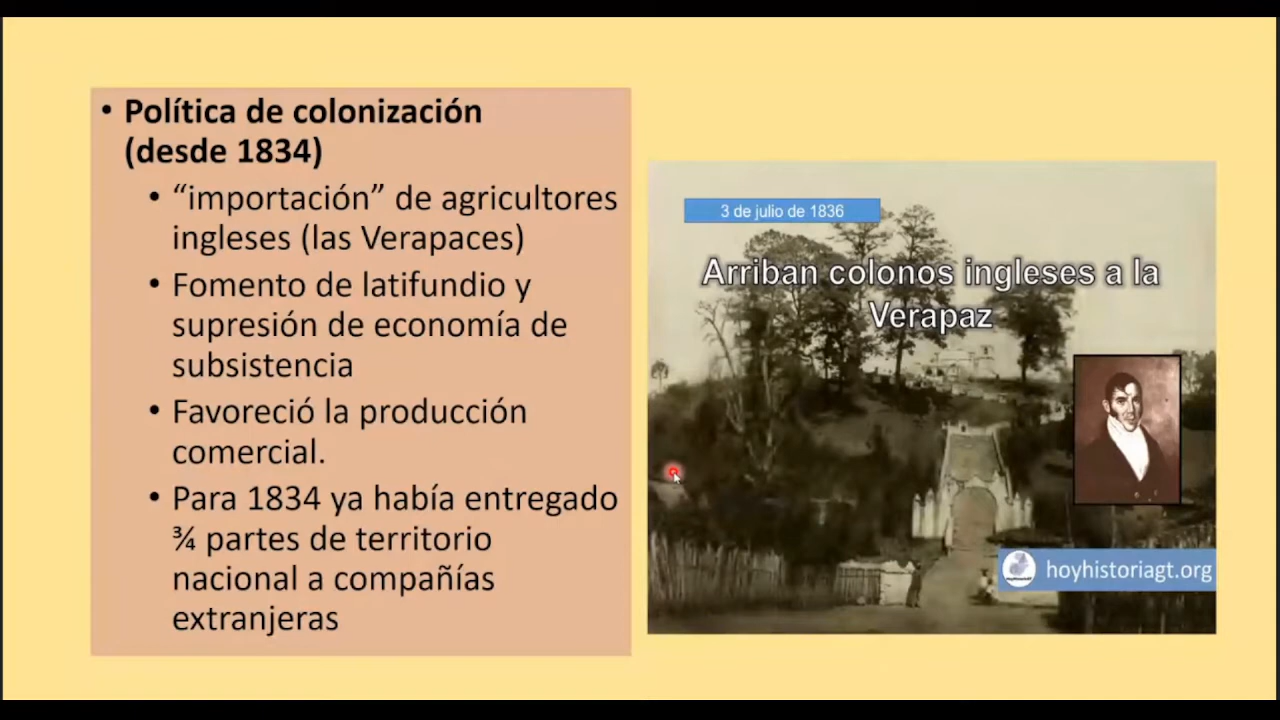 • Política de colonización
(desde 1834)
• “importación” de agricultores
ingleses (las Verapaces)
• Fomento de latifundio y
supresión de economía de
subsistencia
• Favoreció la producción
comercial.
• Para 1834 ya había entregado
¾ partes de territorio
nacional a compañías
extranjeras
3 de julio de 1836
Arriban colonos ingleses a la
Verapaz
hoyhistoriagt.org